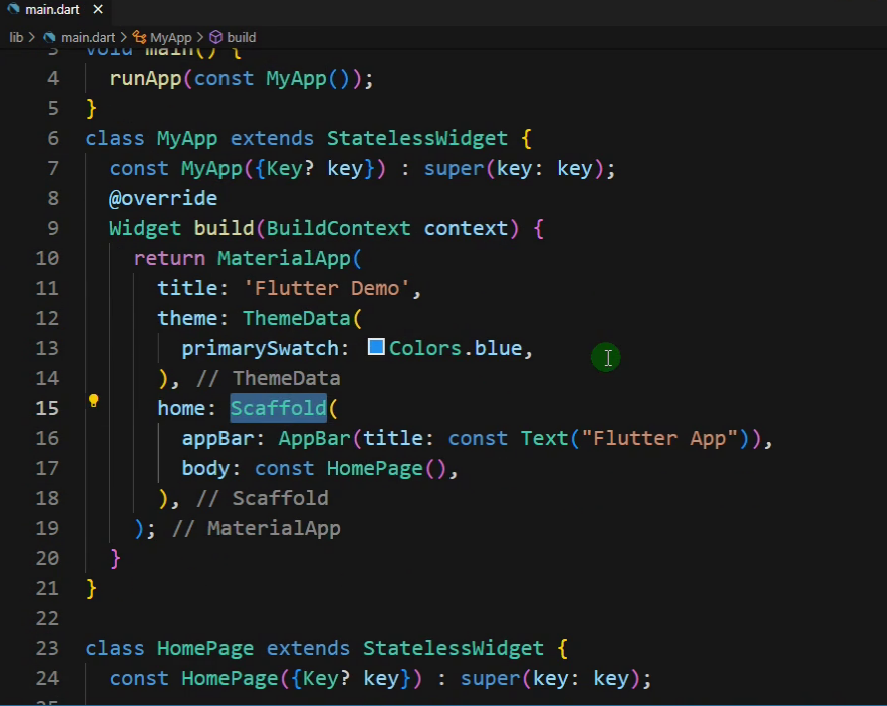 main.dart ×
lib > main.dart > MyApp > build
3 void main() {
4 runApp(const MyApp());
5 }
6 class MyApp extends StatelessWidget {
7 const MyApp({Key? key}) : super(key: key);
8 @override
9 Widget build(BuildContext context) {
10 return MaterialApp(
11 title: 'Flutter Demo',
12 theme: ThemeData(
13 primarySwatch: Colors.blue,
14 ), // ThemeData
15 home: Scaffold(
16 appBar: AppBar(title: const Text("Flutter App")),
17 body: const HomePage(),
18 ), // Scaffold
19 ); // MaterialApp
20 }
21 }
22
23 class HomePage extends StatelessWidget {
24 const HomePage({Key? key}) : super(key: key);